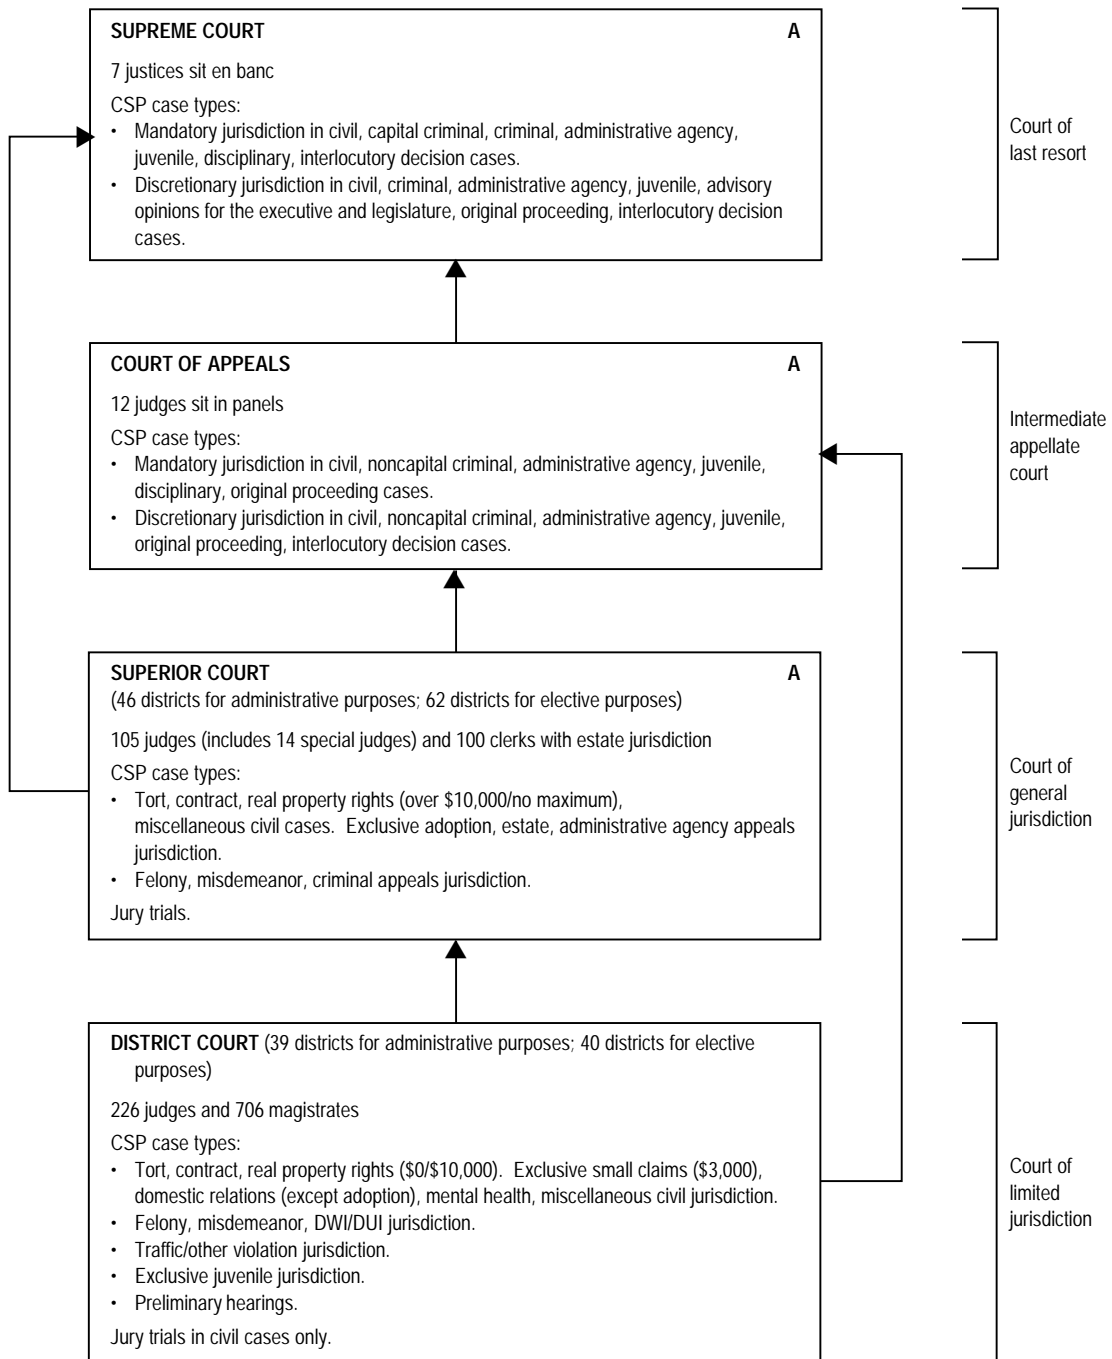 SUPREME COURT A
7 justices sit en banc
CSP case types:
• Mandatory jurisdiction in civil, capital criminal, criminal, administrative agency,
juvenile, disciplinary, interlocutory decision cases.
• Discretionary jurisdiction in civil, criminal, administrative agency, juvenile, advisory
opinions for the executive and legislature, original proceeding, interlocutory decision
cases.
Court of
last resort
COURT OF APPEALS A
12 judges sit in panels
CSP case types:
• Mandatory jurisdiction in civil, noncapital criminal, administrative agency, juvenile,
disciplinary, original proceeding cases.
• Discretionary jurisdiction in civil, noncapital criminal, administrative agency, juvenile,
original proceeding, interlocutory decision cases.
Intermediate
appellate
court
SUPERIOR COURT A
(46 districts for administrative purposes; 62 districts for elective purposes)
105 judges (includes 14 special judges) and 100 clerks with estate jurisdiction
CSP case types:
• Tort, contract, real property rights (over $10,000/no maximum),
miscellaneous civil cases. Exclusive adoption, estate, administrative agency appeals
jurisdiction.
• Felony, misdemeanor, criminal appeals jurisdiction.
Jury trials.
Court of
general
jurisdiction
DISTRICT COURT (39 districts for administrative purposes; 40 districts for elective
purposes)
226 judges and 706 magistrates
CSP case types:
• Tort, contract, real property rights ($0/$10,000). Exclusive small claims ($3,000),
domestic relations (except adoption), mental health, miscellaneous civil jurisdiction.
• Felony, misdemeanor, DWI/DUI jurisdiction.
• Traffic/other violation jurisdiction.
• Exclusive juvenile jurisdiction.
• Preliminary hearings.
Jury trials in civil cases only.
Court of
limited
jurisdiction